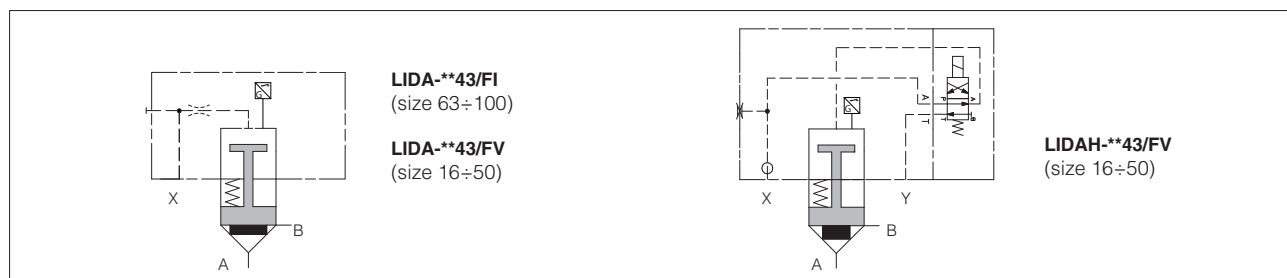 LIDA-**43/FI
(size 63÷100)
LIDA-**43/FV
(size 16÷50)
G
X
B
A
LIDAH-**43/FV
(size 16÷50)
G
A
T
P
A
T
B
X
Y
B
A